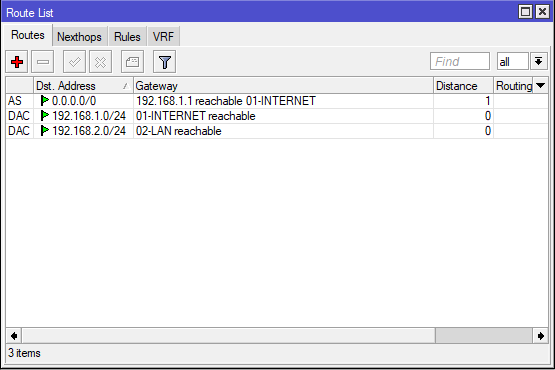 Route List
Routes Nexthops Rules VRF
Find all
Dst. Address Gateway Distance Routing
AS 0.0.0.0/0 192.168.1.1 reachable 01-INTERNET 1
DAC 192.168.1.0/24 01-INTERNET reachable 0
DAC 192.168.2.0/24 02-LAN reachable 0
3 items